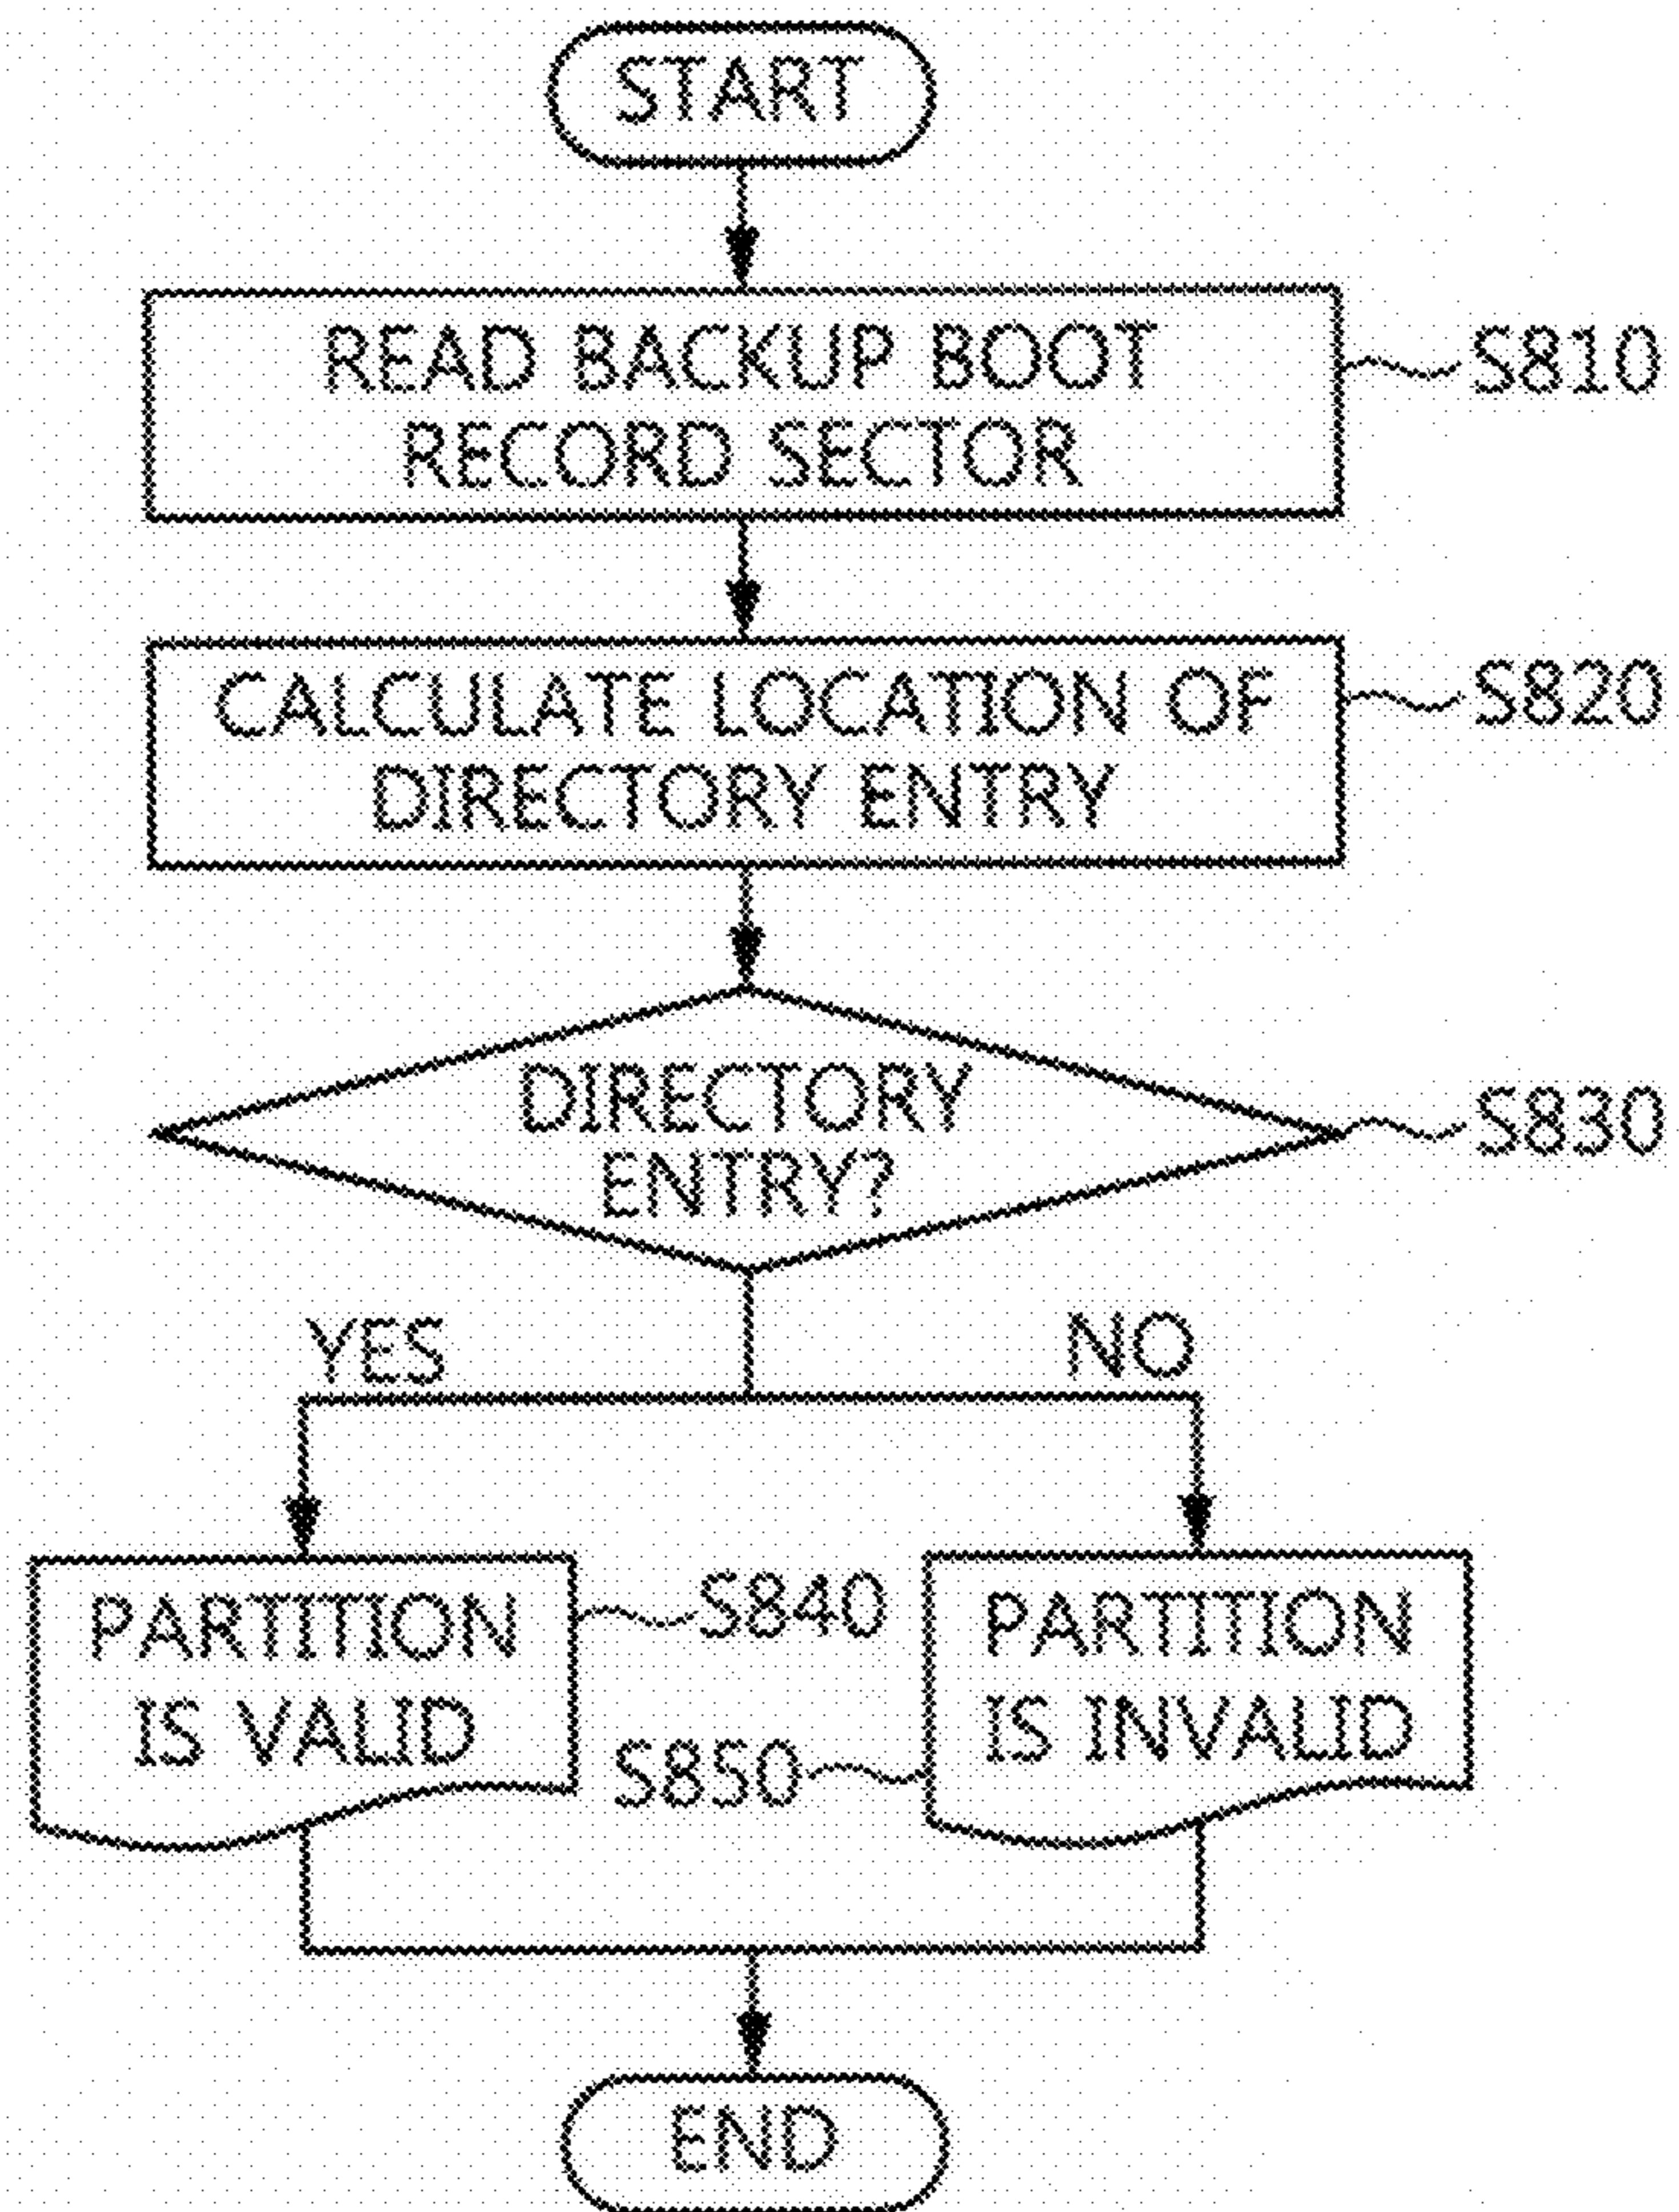 START
READ BACKUP BOOT
RECORD SECTOR
S810
CALCULATE LOCATION OF
DIRECTORY ENTRY
S820
DIRECTORY
ENTRY?
S830
YES
NO
PARTITION
IS VALID
S840
PARTITION
IS INVALID
S850
END